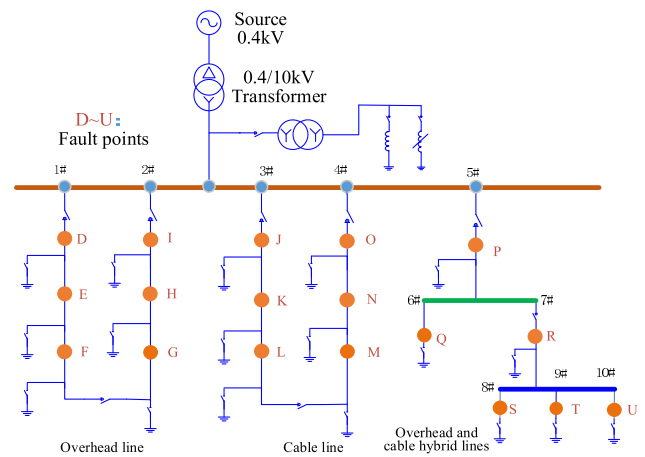 Source
0.4kV
0.4/10kV
Transformer
D~U:
Fault points
1# 2# 3# 4# 5#
D I J O P
E H K N
6# 7#
Q R
F G L M
8# 9# 10#
S T U
Overhead line
Cable line
Overhead and
cable hybrid lines